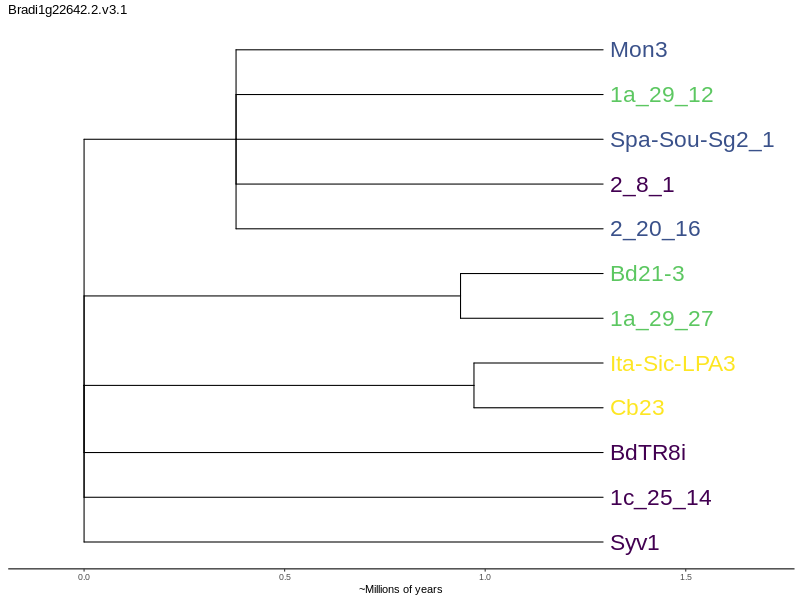 Bradi1g22642.2.v3.1
Mon3
1a_29_12
Spa-Sou-Sg2_1
2_8_1
2_20_16
Bd21-3
1a_29_27
Ita-Sic-LPA3
Cb23
BdTR8i
1c_25_14
Syv1
0.0 0.5 1.0 1.5
~Millions of years